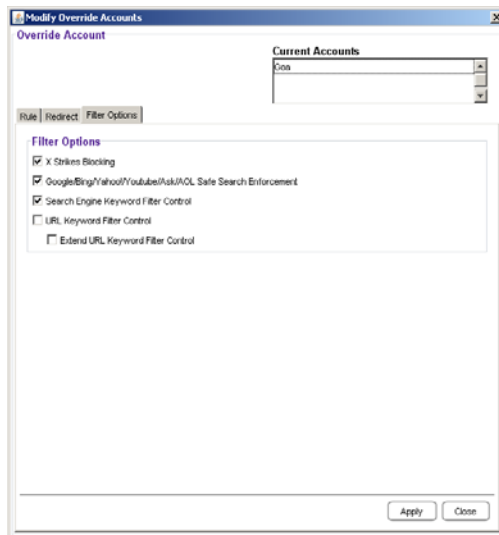 Modify Override Accounts
Override Account
Current Accounts
Goa
Rule Redirect Filter Options
Filter Options
X Strikes Blocking
Google/Bing/Yahoo!/Youtube/Ask/AOL Safe Search Enforcement
Search Engine Keyword Filter Control
URL Keyword Filter Control
Extend URL Keyword Filter Control
Apply Close